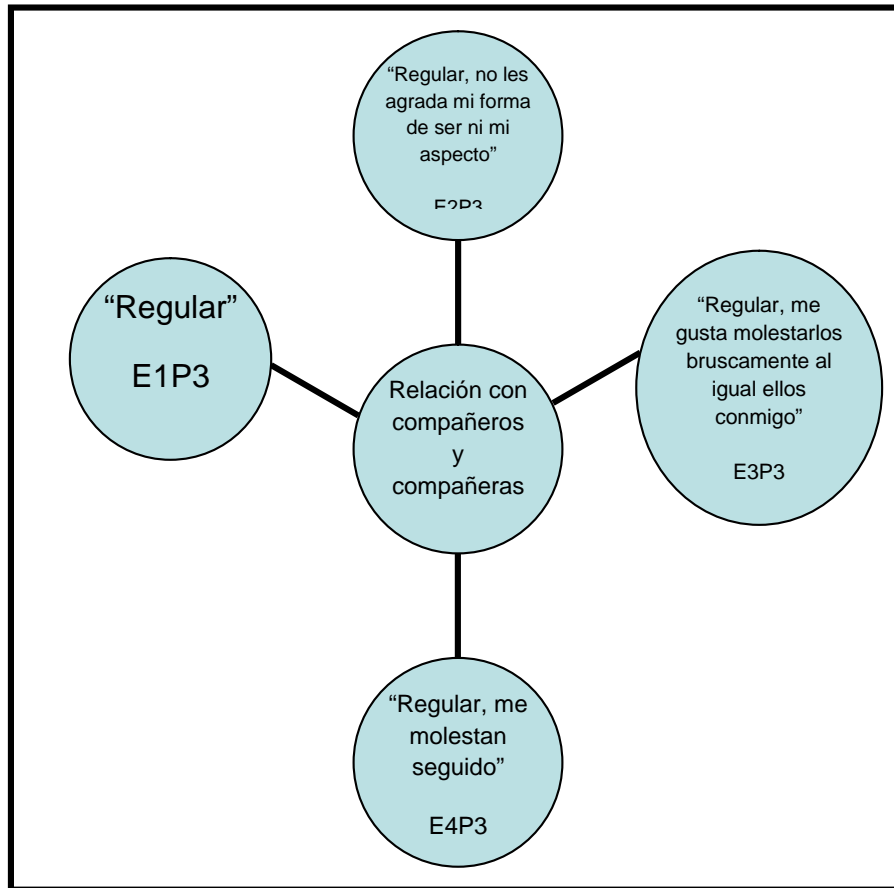 “Regular, no les
agrada mi forma
de ser ni mi
aspecto”
E2P3
“Regular”
E1P3
Relación con
compañeros
y
compañeras
“Regular, me
gusta molestarlos
bruscamente al
igual ellos
conmigo”
E3P3
“Regular, me
molestan
seguido”
E4P3